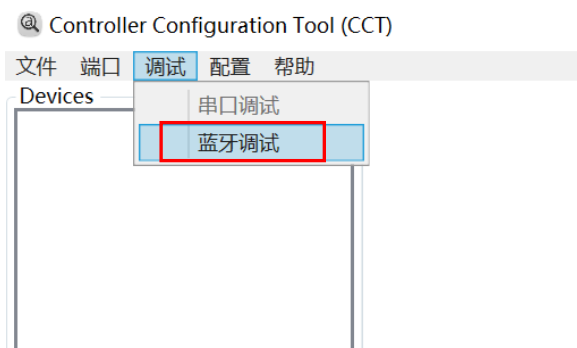 Controller Configuration Tool (CCT)
文件 端口 调试 配置 帮助
Devices
串口调试
蓝牙调试